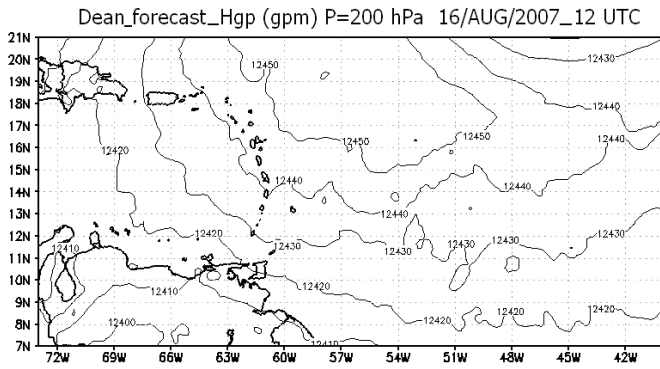 Dean_forecast_Hgp (gpm) P=200 hPa 16/AUG/2007_12 UTC
21N
20N
19N
18N
17N
16N
15N
14N
13N
12N
11N
10N
9N
8N
7N
12450
12430
12440
12450
12450
12420
12440
12440
12440
12440
12420
12430
12430
12430
12430
12410
12410
12420
12420
12420
12420
12400
12410
72W 69W 66W 63W 60W 57W 54W 51W 48W 45W 42W